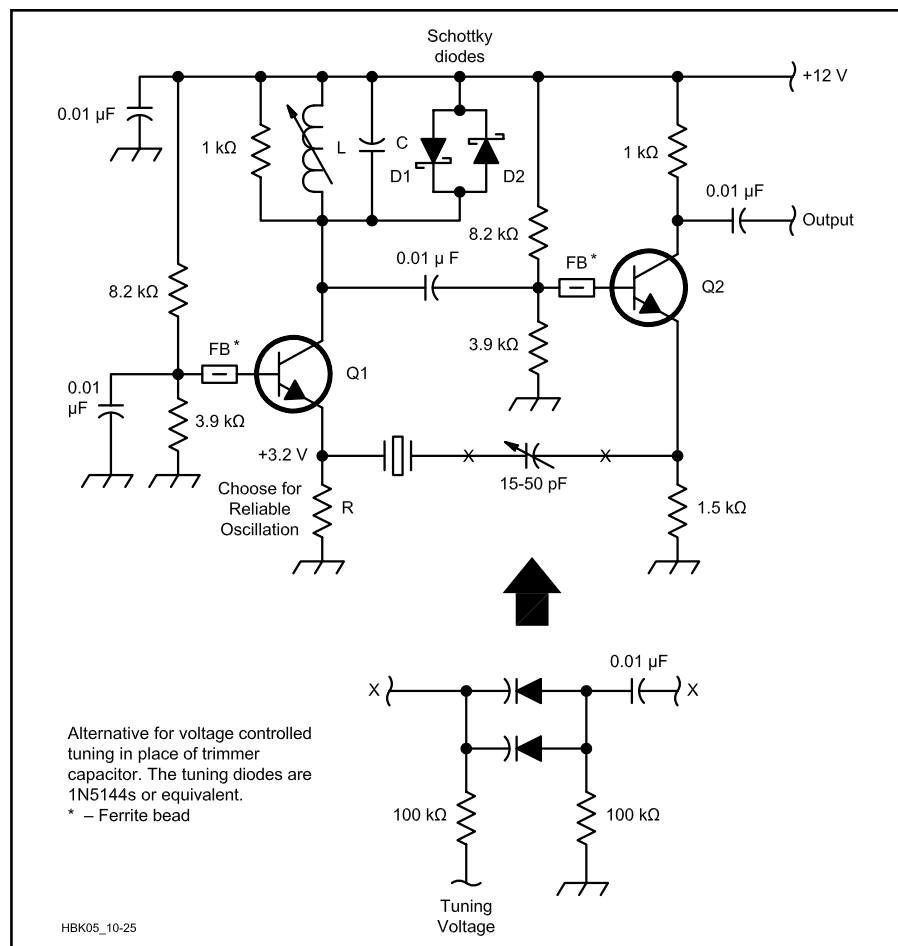 Schottky
diodes
+12 V
0.01 µF
1 kΩ
L
C
D1
D2
1 kΩ
0.01 µF
Output
8.2 kΩ
0.01 µ F
FB *
Q2
8.2 kΩ
FB *
Q1
3.9 kΩ
0.01
µF
3.9 kΩ
+3.2 V
X
X
15-50 pF
Choose for
Reliable
Oscillation
R
1.5 kΩ
0.01 µF
X
X
Alternative for voltage controlled
tuning in place of trimmer
capacitor. The tuning diodes are
1N5144s or equivalent.
* – Ferrite bead
100 kΩ
100 kΩ
Tuning
Voltage
HBK05_10-25